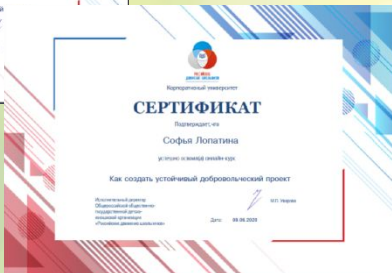 Корпоративный университет
СЕРТИФИКАТ
Подтверждает, что
Софья Лопатина
успешно освоил(а) онлайн-курс
Как создать устойчивый добровольческий проект
Исполнительный директор
Общероссийской общественно-
государственной детско-
юношеской организации
«Российское движение школьников»
Дата:
2020